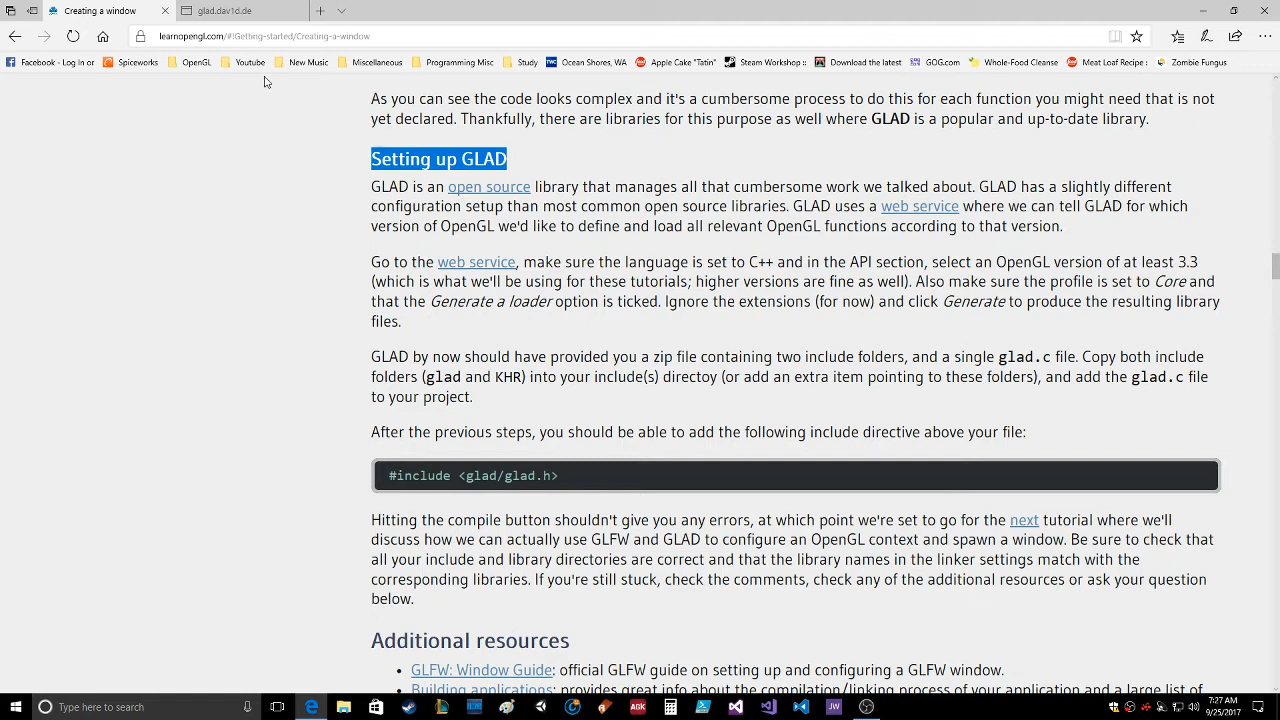 Creating a window
glad.dav1d.de
learnopengl.com/#!Getting-started/Creating-a-window
Facebook - Log In or
Spiceworks
OpenGL
Youtube
New Music
Miscellaneous
Programming Misc
Study
Ocean Shores, WA
Apple Cake "Tatin"
Steam Workshop ::
Download the latest
GOG.com
Whole-Food Cleanse
Meat Loaf Recipe :
Zombie Fungus
As you can see the code looks complex and it's a cumbersome process to do this for each function you might need that is not
yet declared. Thankfully, there are libraries for this purpose as well where GLAD is a popular and up-to-date library.
Setting up GLAD
GLAD is an open source library that manages all that cumbersome work we talked about. GLAD has a slightly different
configuration setup than most common open source libraries. GLAD uses a web service where we can tell GLAD for which
version of OpenGL we'd like to define and load all relevant OpenGL functions according to that version.
Go to the web service, make sure the language is set to C++ and in the API section, select an OpenGL version of at least 3.3
(which is what we'll be using for these tutorials; higher versions are fine as well). Also make sure the profile is set to Core and
that the Generate a loader option is ticked. Ignore the extensions (for now) and click Generate to produce the resulting library
files.
GLAD by now should have provided you a zip file containing two include folders, and a single glad.c file. Copy both include
folders (glad and KHR) into your include(s) directoy (or add an extra item pointing to these folders), and add the glad.c file
to your project.
After the previous steps, you should be able to add the following include directive above your file:
#include <glad/glad.h>
Hitting the compile button shouldn't give you any errors, at which point we're set to go for the next tutorial where we'll
discuss how we can actually use GLFW and GLAD to configure an OpenGL context and spawn a window. Be sure to check that
all your include and library directories are correct and that the library names in the linker settings match with the
corresponding libraries. If you're still stuck, check the comments, check any of the additional resources or ask your question
below.
Additional resources
GLFW: Window Guide: official GLFW guide on setting up and configuring a GLFW window.
Building applications: provides great info about the compilation/linking process of your application and a large list of
Type here to search
AGK
JW
7:27 AM
9/25/2017